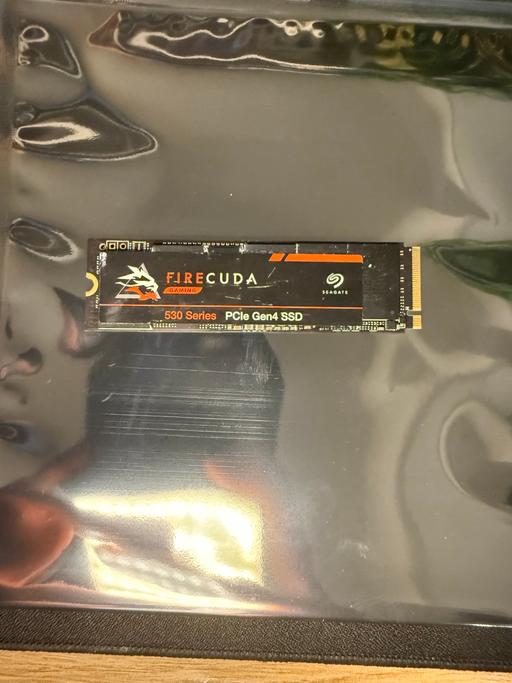 FIRECUDA
GAMING
SEAGATE
530 Series PCIe Gen4 SSD